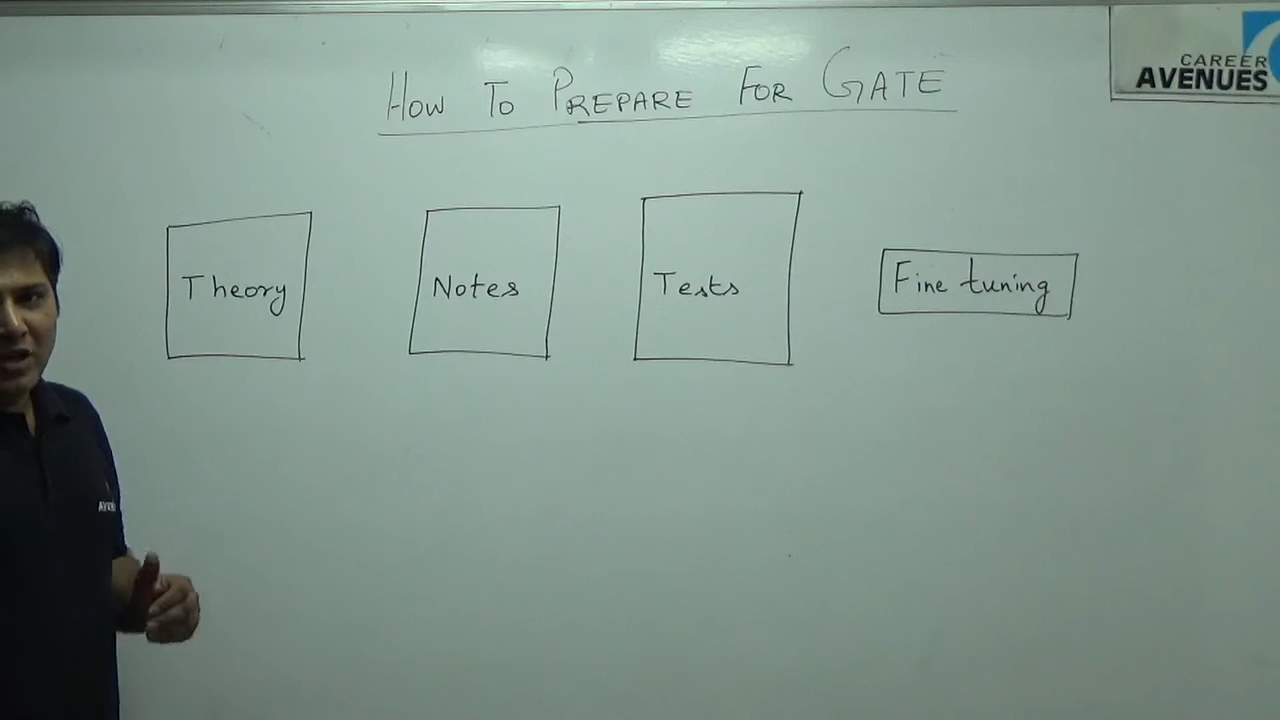 How To PREPARE FOR GATE
CAREER
AVENUES
Theory
Notes
Tests
Fine tuning